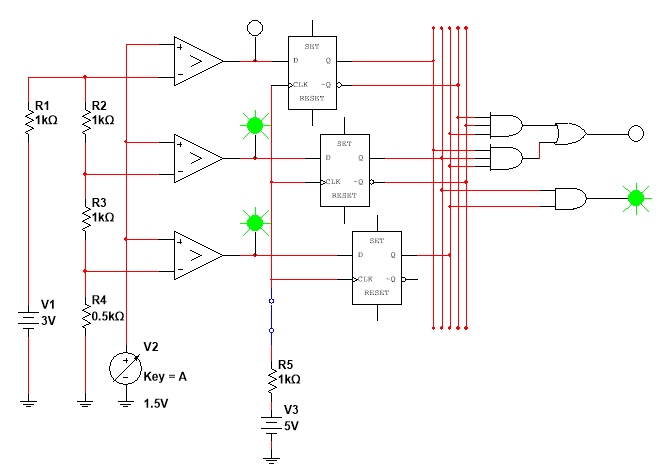 SET
D Q
CLK ~Q
RESET
R1
1kΩ
R2
1kΩ
SET
D Q
CLK ~Q
RESET
R3
1kΩ
SET
D Q
CLK ~Q
RESET
R4
0.5kΩ
V1
3V
V2
Key = A
1.5V
R5
1kΩ
V3
5V